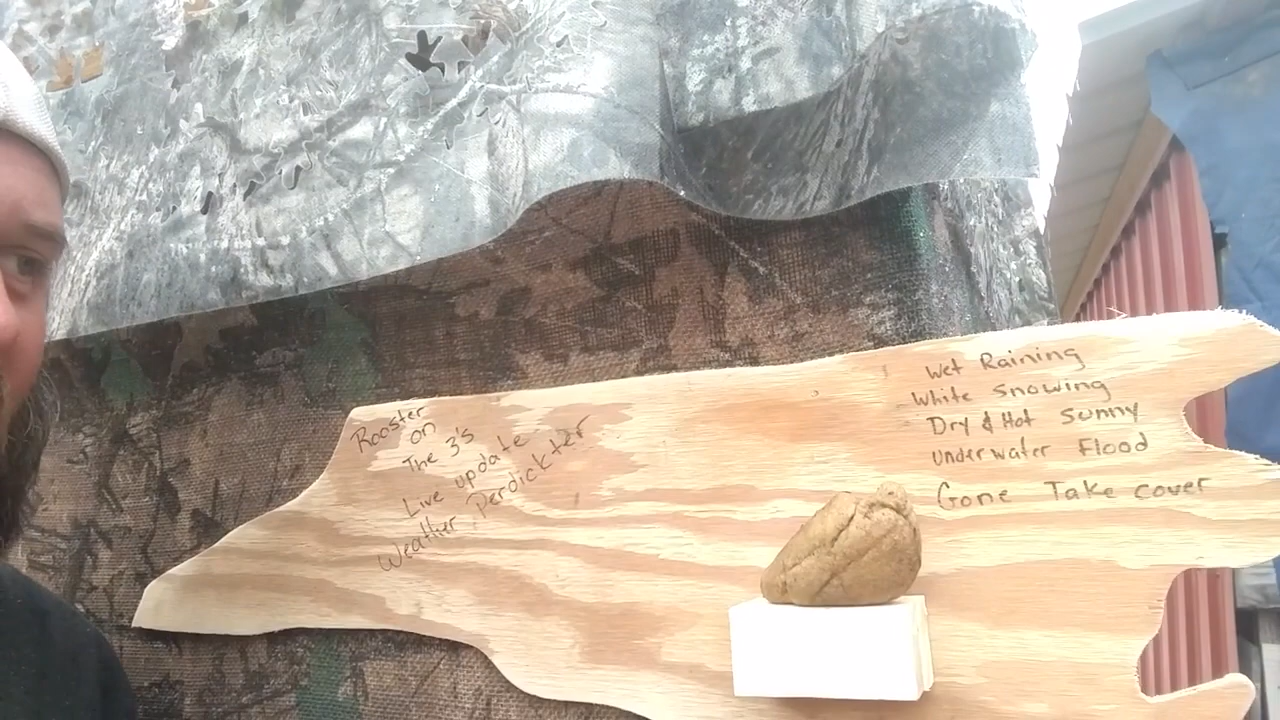 Rooster
on
The 3's
Live update
Weather Perdickter
Wet Raining
White Snowing
Dry & Hot Sunny
underwater Flood
Gone Take cover